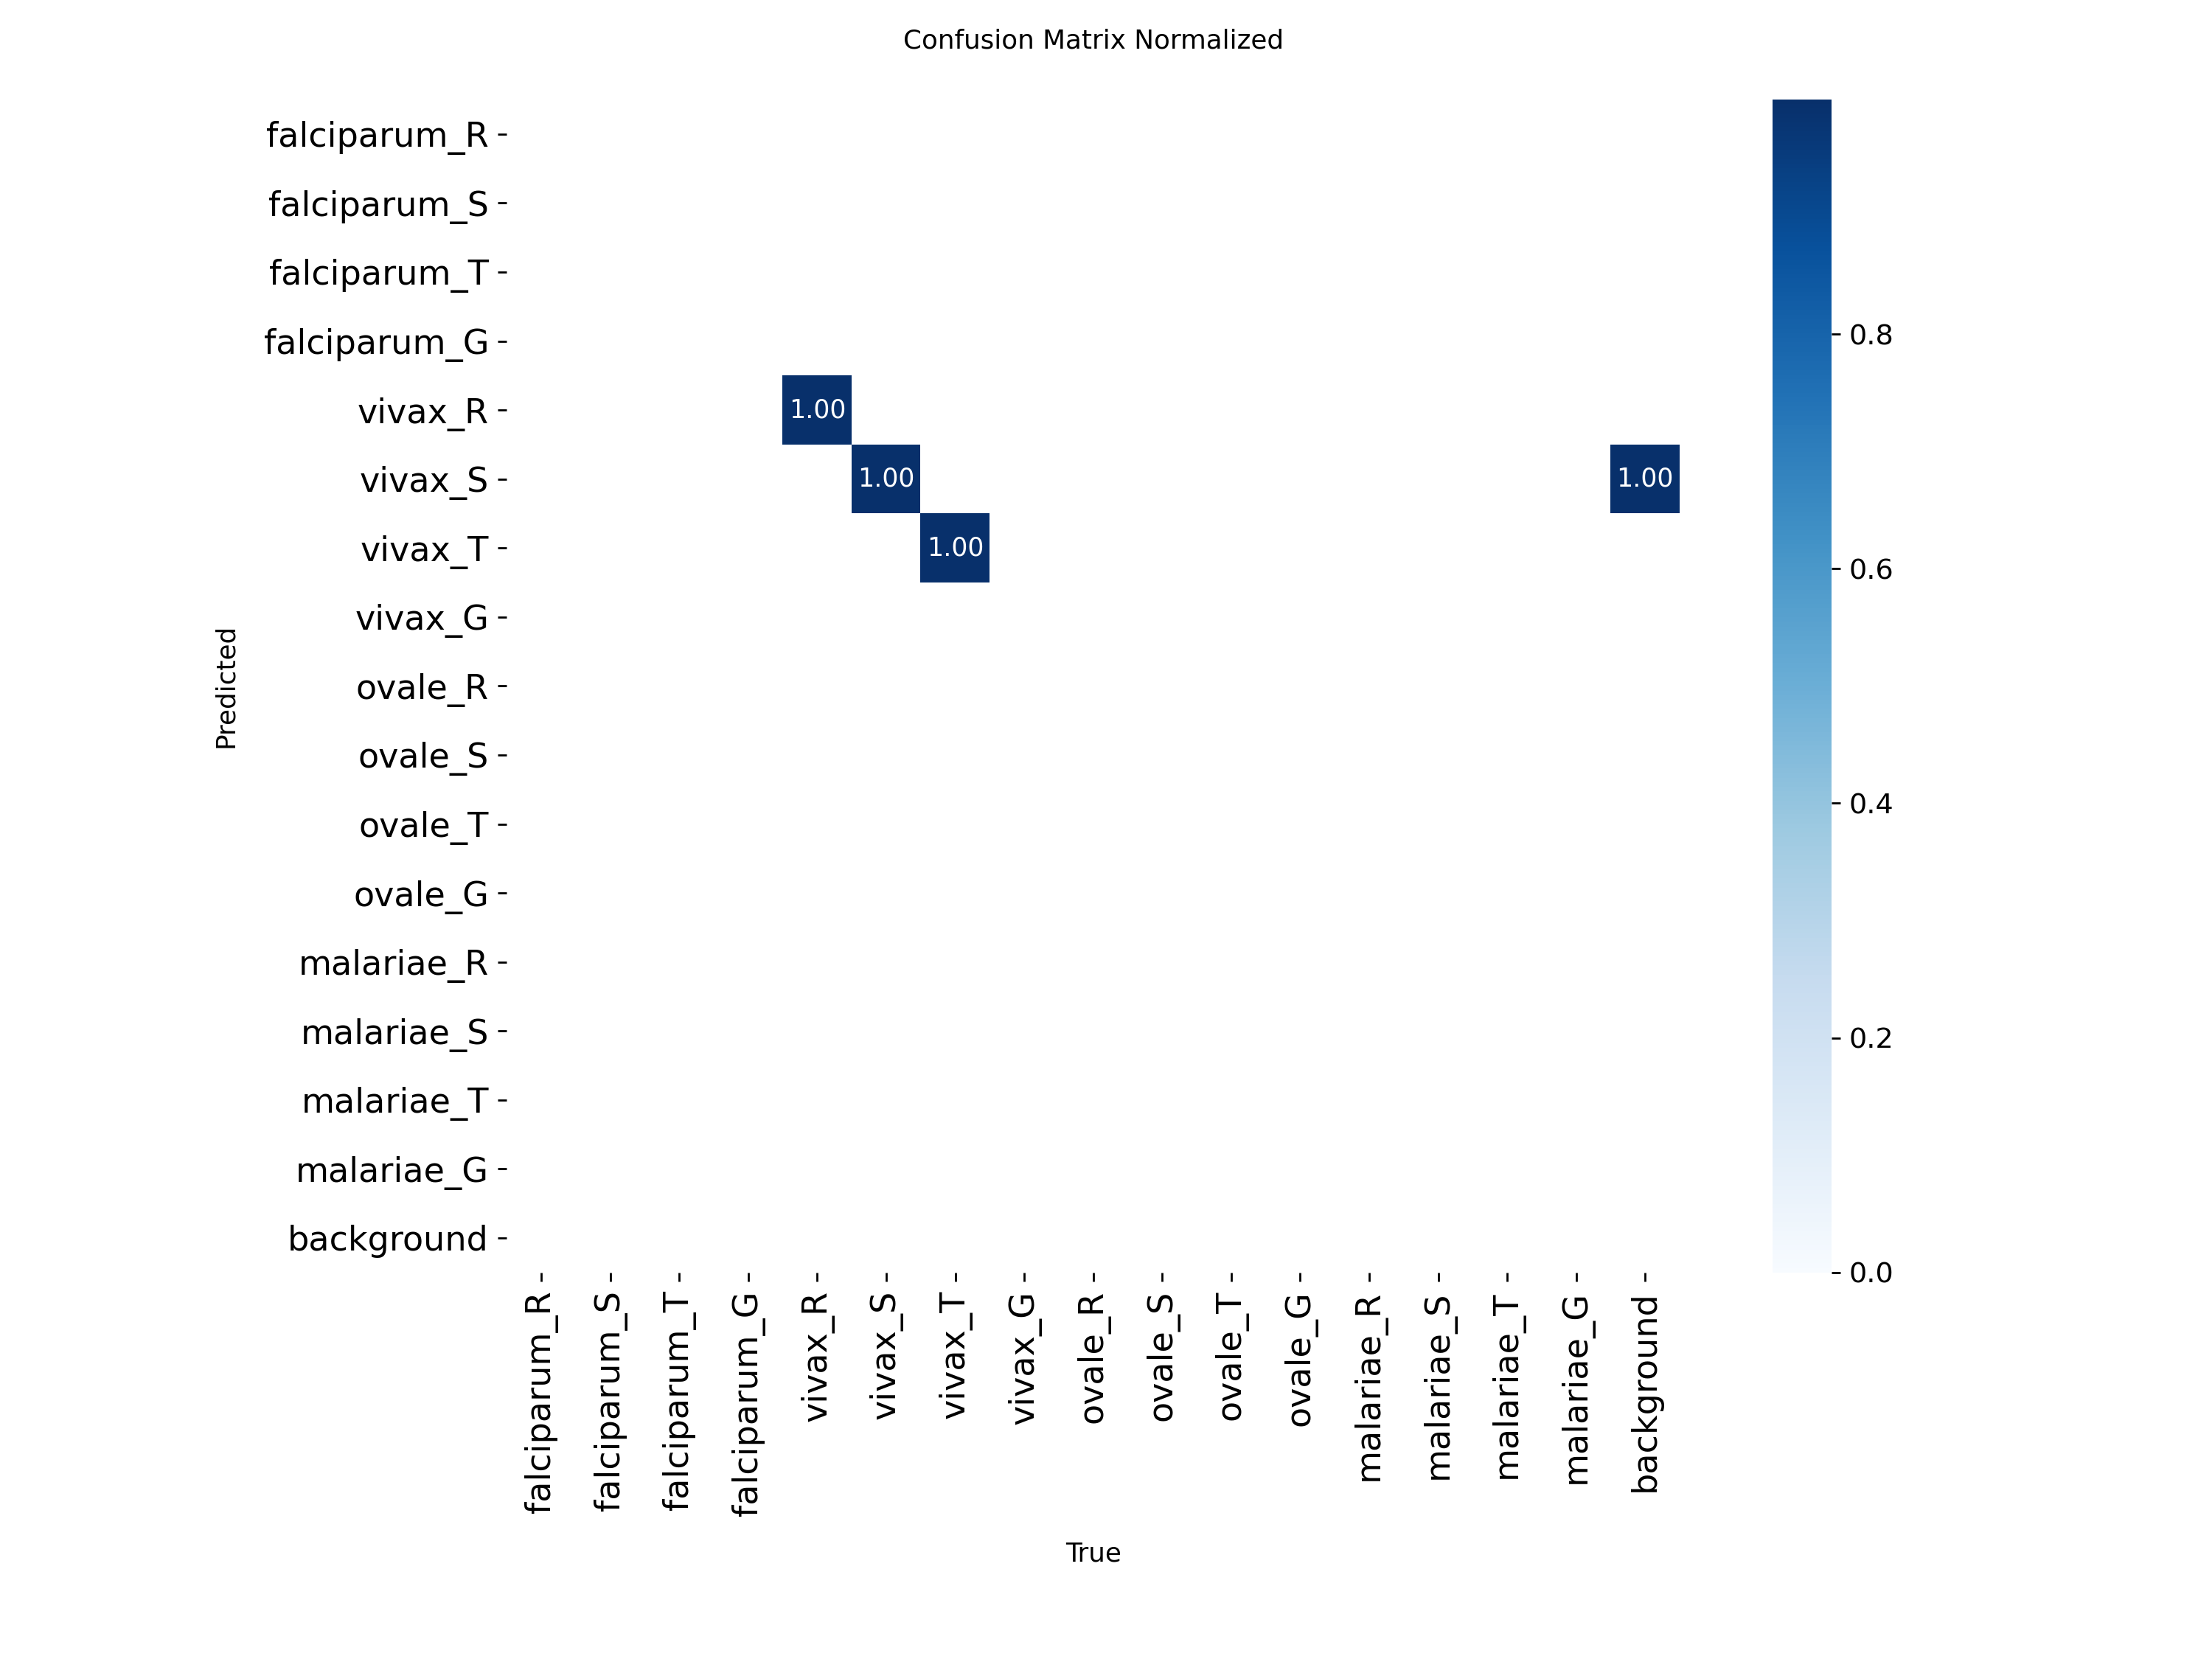 Confusion Matrix Normalized
falciparum_R
falciparum_S
falciparum_T
falciparum_G
vivax_R
vivax_S
vivax_T
vivax_G
ovale_R
ovale_S
ovale_T
ovale_G
malariae_R
malariae_S
malariae_T
malariae_G
background
Predicted
1.00
1.00 1.00
1.00
falciparum_R
falciparum_S
falciparum_T
falciparum_G
vivax_R
vivax_S
vivax_T
vivax_G
ovale_R
ovale_S
ovale_T
ovale_G
malariae_R
malariae_S
malariae_T
malariae_G
background
True
0.8
0.6
0.4
0.2
0.0